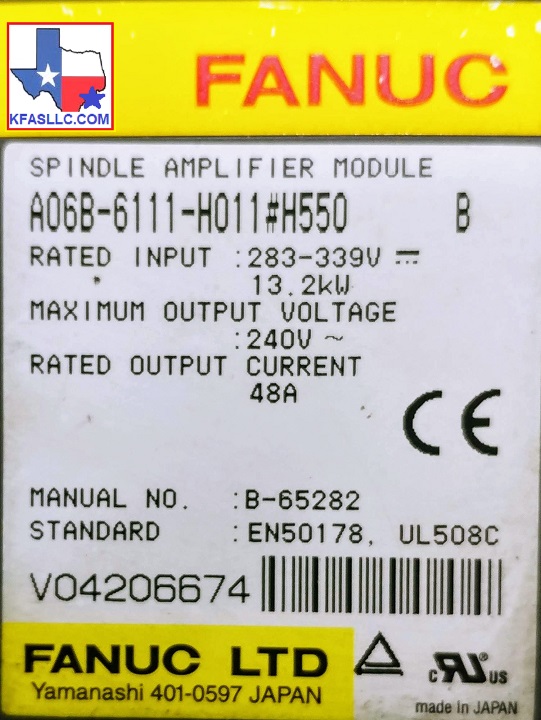 KFASLLC.COM
FANUC
SPINDLE AMPLIFIER MODULE
A06B-6111-H011#H550 B
RATED INPUT :283-339V ⎓
13.2kW
MAXIMUM OUTPUT VOLTAGE
:240V ~
RATED OUTPUT CURRENT
48A
CE
MANUAL NO. :B-65282
STANDARD :EN50178, UL508C
V04206674
FANUC LTD
Yamanashi 401-0597 JAPAN
c RU® US
made in JAPAN